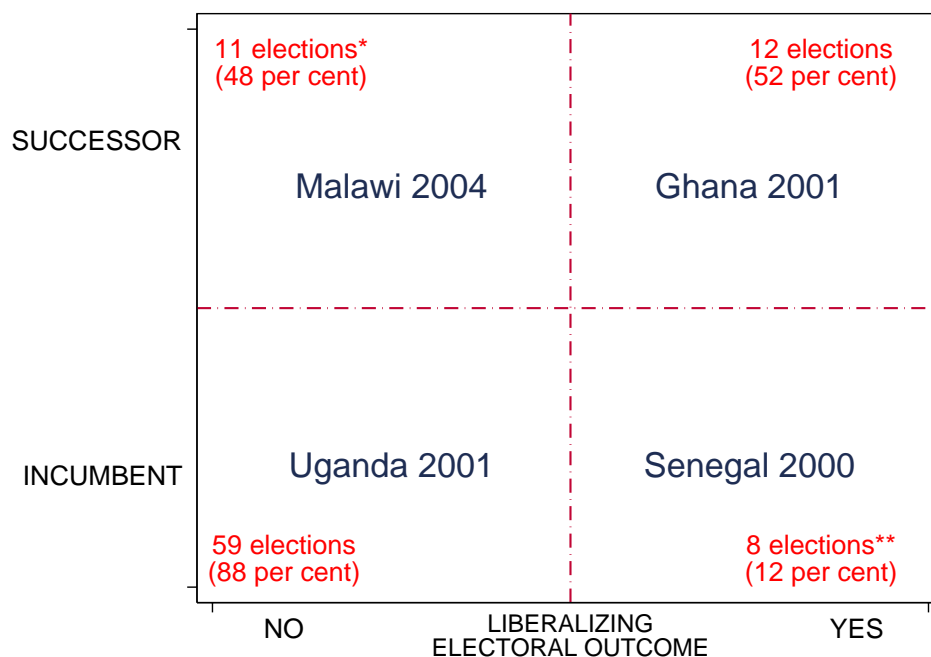 11 elections*
(48 per cent)
12 elections
(52 per cent)
SUCCESSOR
Malawi 2004
Ghana 2001
INCUMBENT
Uganda 2001
Senegal 2000
59 elections
(88 per cent)
8 elections**
(12 per cent)
NO
LIBERALIZING
ELECTORAL OUTCOME
YES